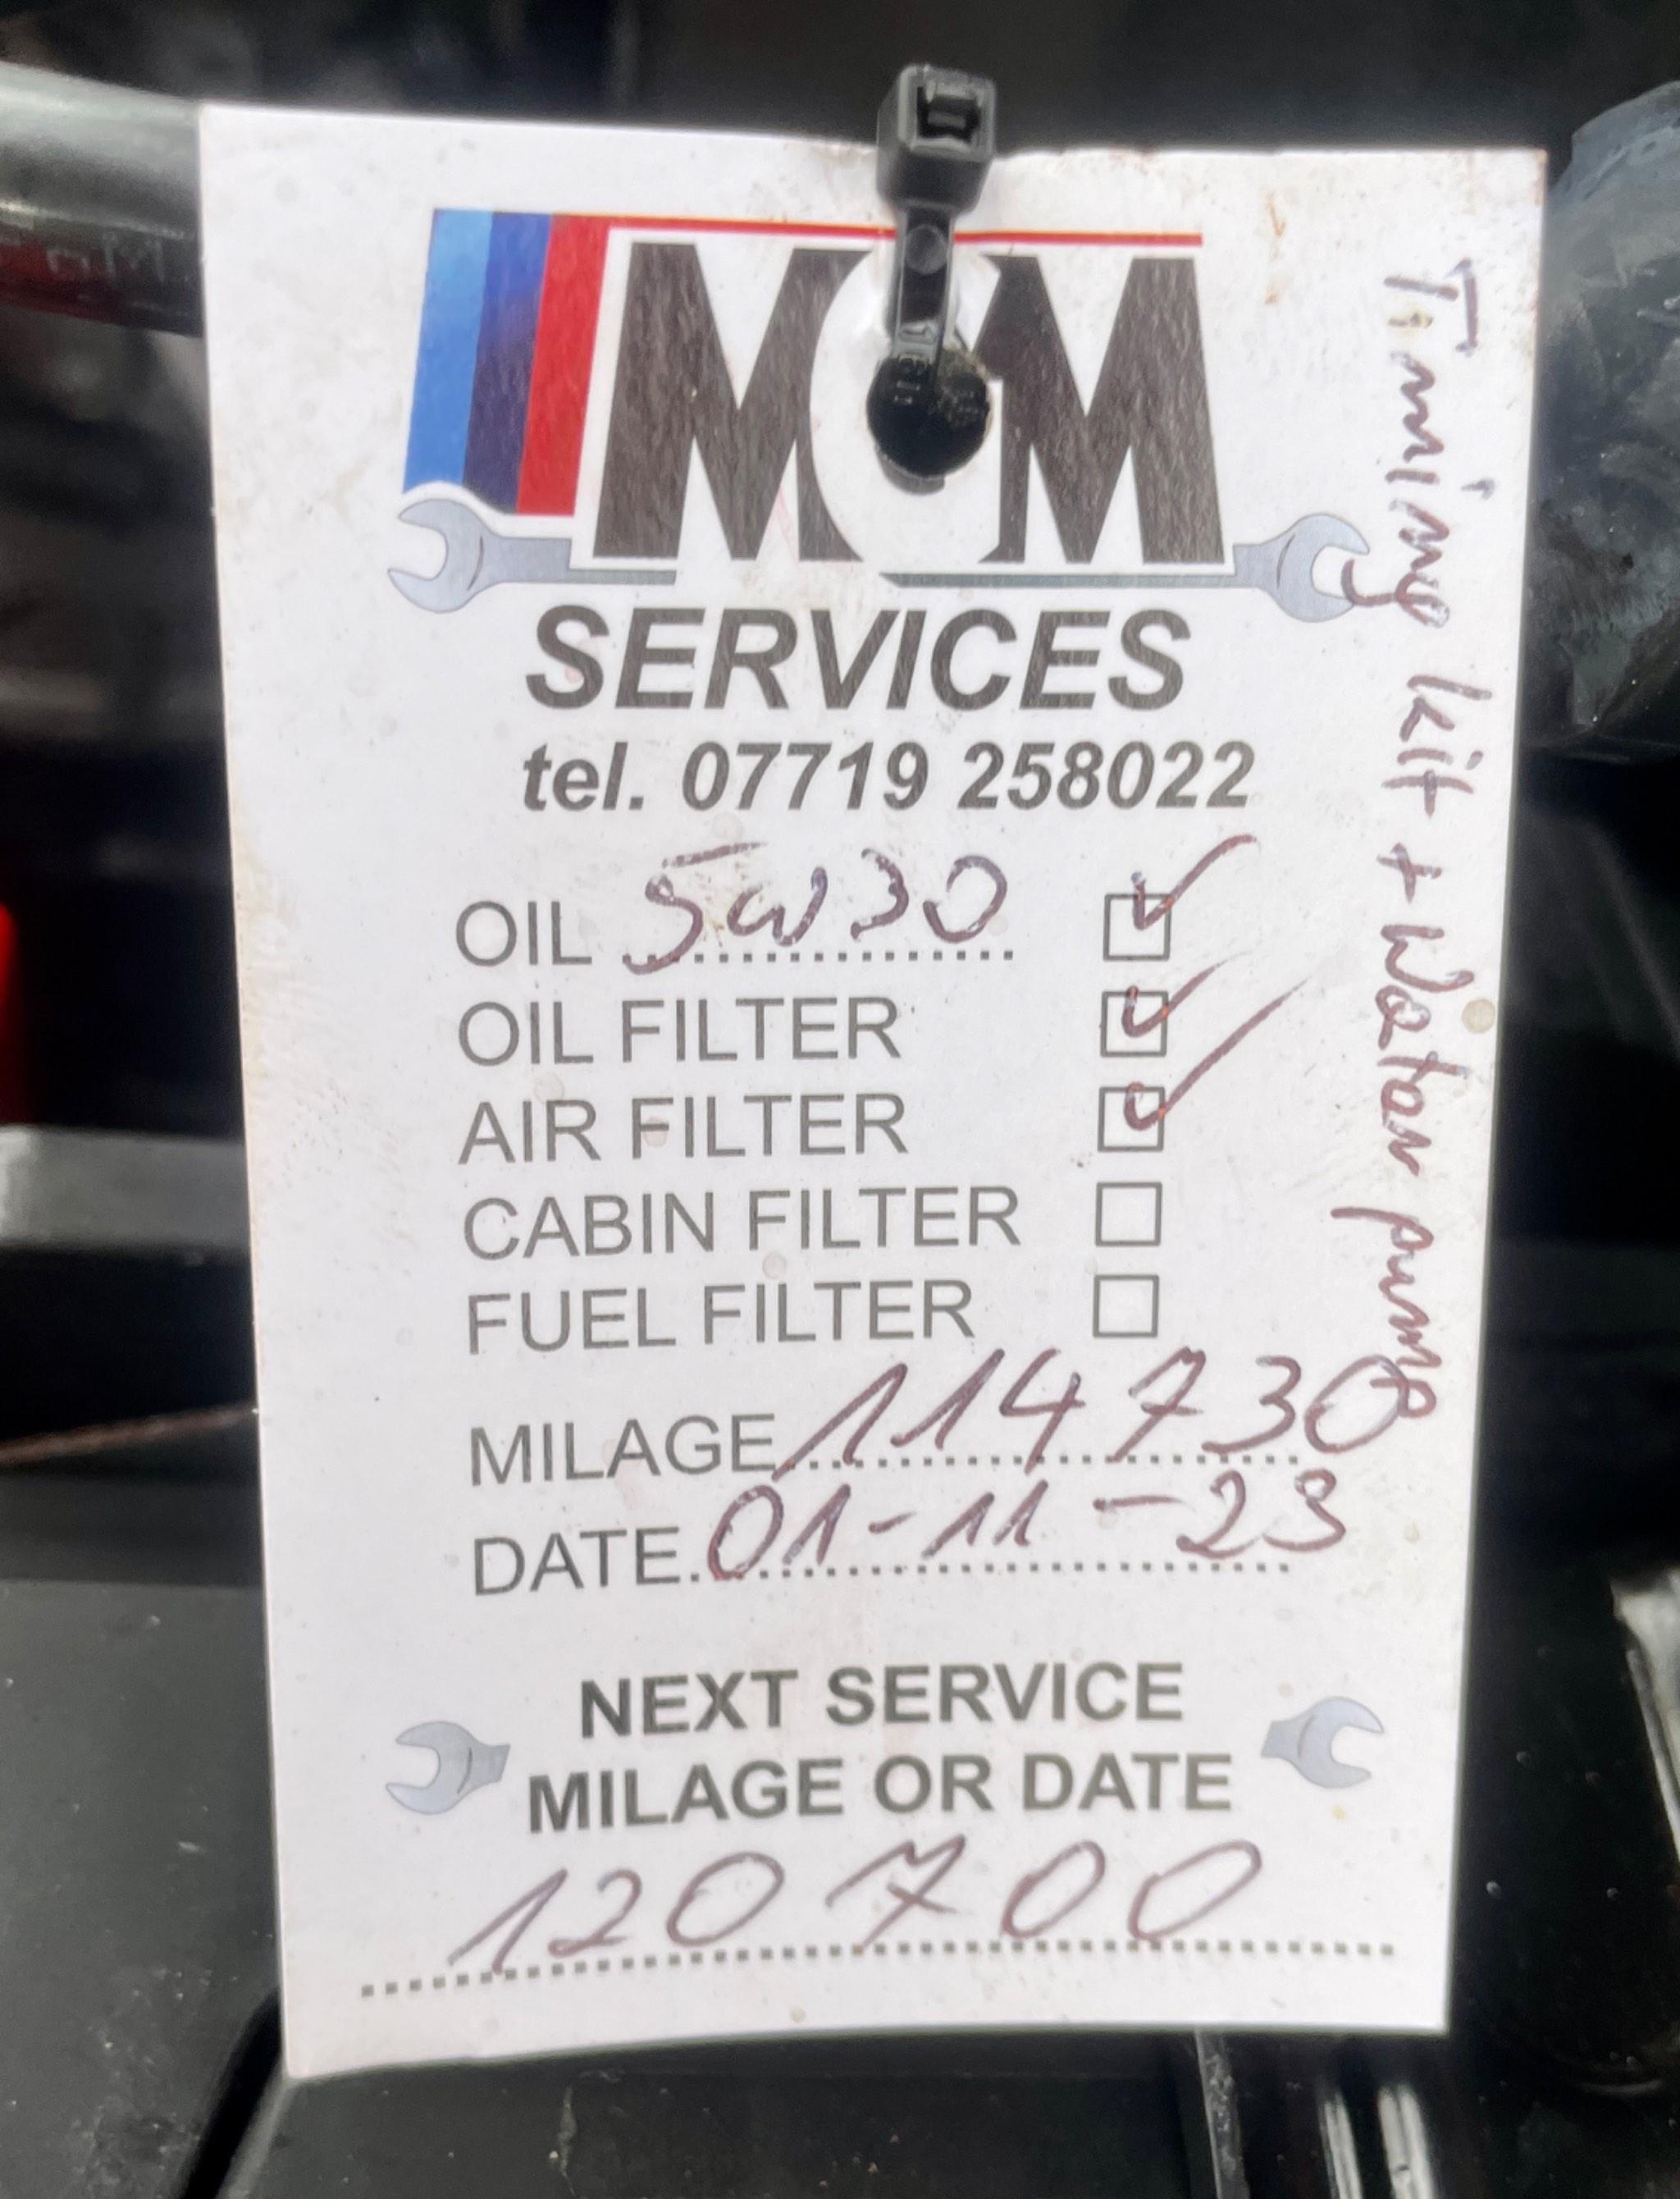 SERVICES
tel. 07719 258022
OIL 5W30
OIL FILTER
AIR FILTER
CABIN FILTER
FUEL FILTER
MILAGE 114730
DATE. 01-11-23
NEXT SERVICE
MILAGE OR DATE
120700
Timing kit + Water pump